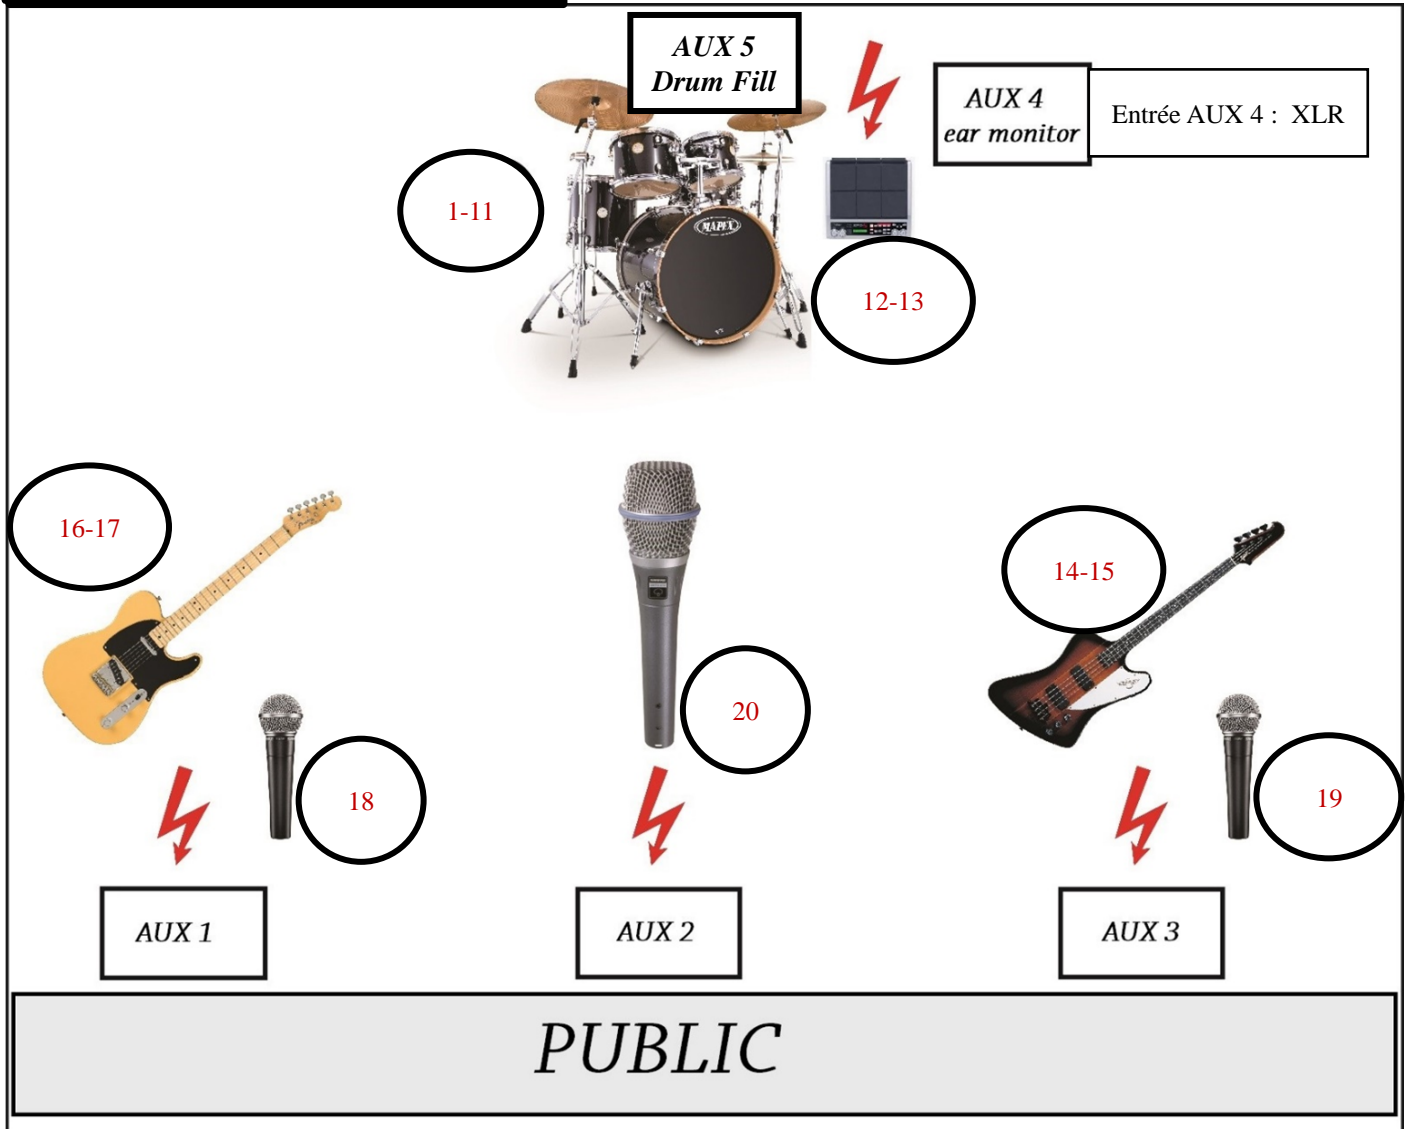 AUX 5
Drum Fill
AUX 4
ear monitor
Entrée AUX 4 : XLR
1-11
MAPEX
12-13
16-17
14-15
20
18
19
AUX 1
AUX 2
AUX 3
PUBLIC